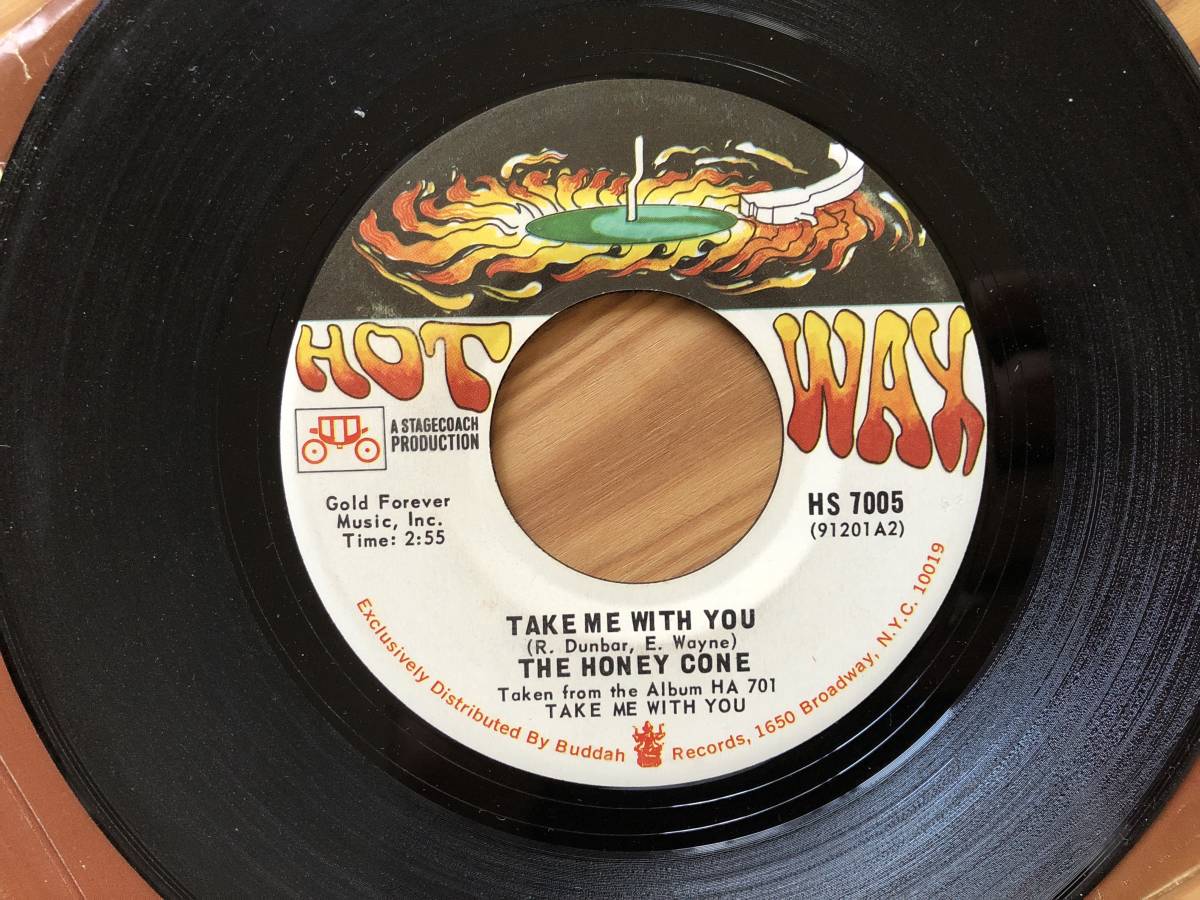 HOT WAX
A STAGECOACH
PRODUCTION
Gold Forever
Music, Inc.
Time: 2:55
HS 7005
(91201A2)
TAKE ME WITH YOU
(R. Dunbar, E. Wayne)
THE HONEY CONE
Taken from the Album HA 701
TAKE ME WITH YOU
Exclusively Distributed By Buddah Records, 1650 Broadway, N.Y.C. 10019